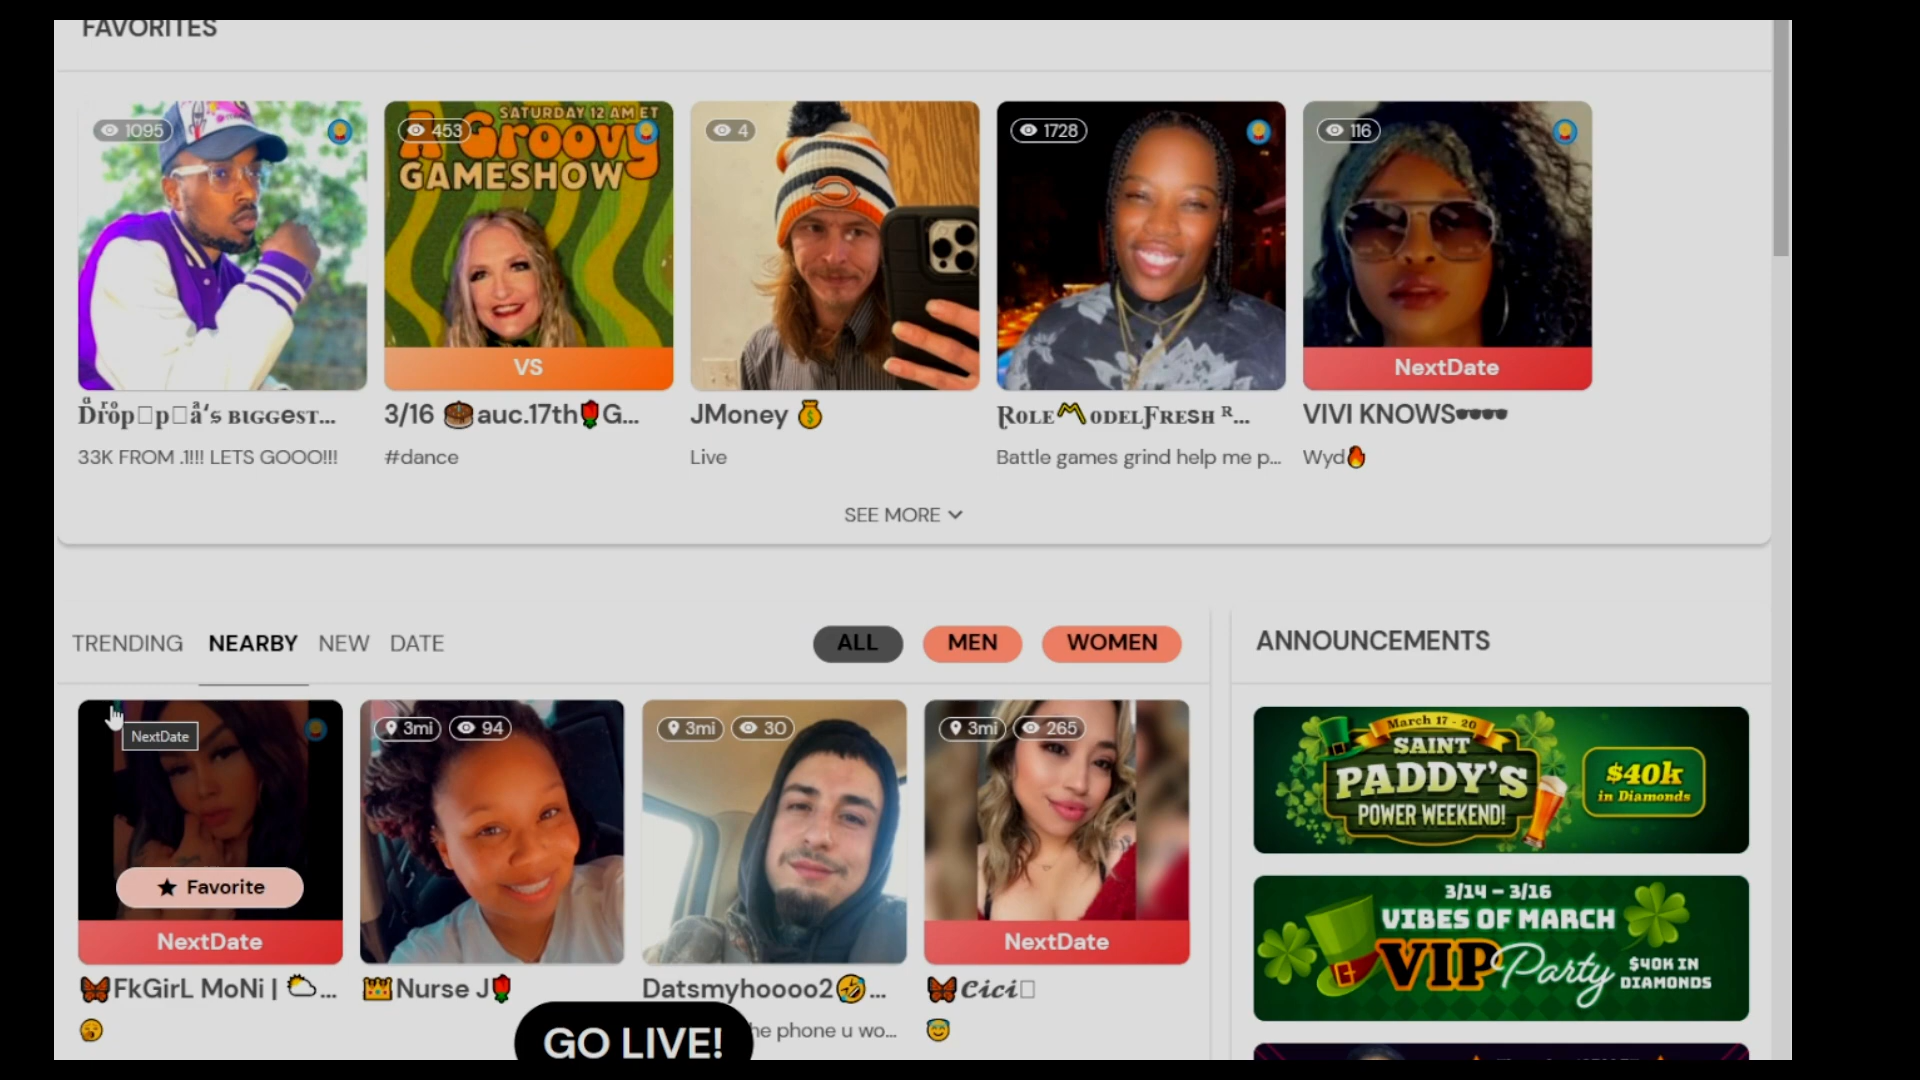 FAVORITES
1095
SATURDAY 12 AM ET
453
A Groovy
GAMESHOW
4
1728
116
VS
NextDate
3/16 🎂auc.17th🌹G...
JMoney 💰
VIVI KNOWS🕶🕶🕶🕶
33K FROM .1!!! LETS GOOO!!!
#dance
Live
Battle games grind help me p...
Wyd🔥
SEE MORE
TRENDING
NEARBY
NEW
DATE
ALL
MEN
WOMEN
ANNOUNCEMENTS
NextDate
3mi
94
3mi
30
3mi
265
Favorite
NextDate
NextDate
🦋FkGirL MoNi | 🌥...
👑Nurse J🌹
Datsmyhoooo2🤣...
🦋𝓒𝓲𝓬𝓲
he phone u wo...
GO LIVE!
March 17 - 20
SAINT
PADDY'S
POWER WEEKEND!
$40k
in Diamonds
3/14 – 3/16
VIBES OF MARCH
VIP Party
$40K IN
DIAMONDS